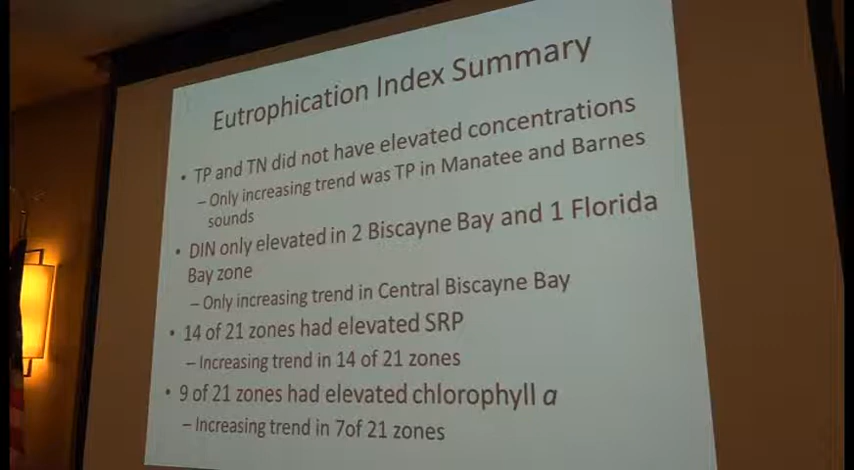 Eutrophication Index Summary
• TP and TN did not have elevated concentrations
– Only increasing trend was TP in Manatee and Barnes
sounds
• DIN only elevated in 2 Biscayne Bay and 1 Florida
Bay zone
– Only increasing trend in Central Biscayne Bay
• 14 of 21 zones had elevated SRP
– Increasing trend in 14 of 21 zones
• 9 of 21 zones had elevated chlorophyll a
– Increasing trend in 7of 21 zones